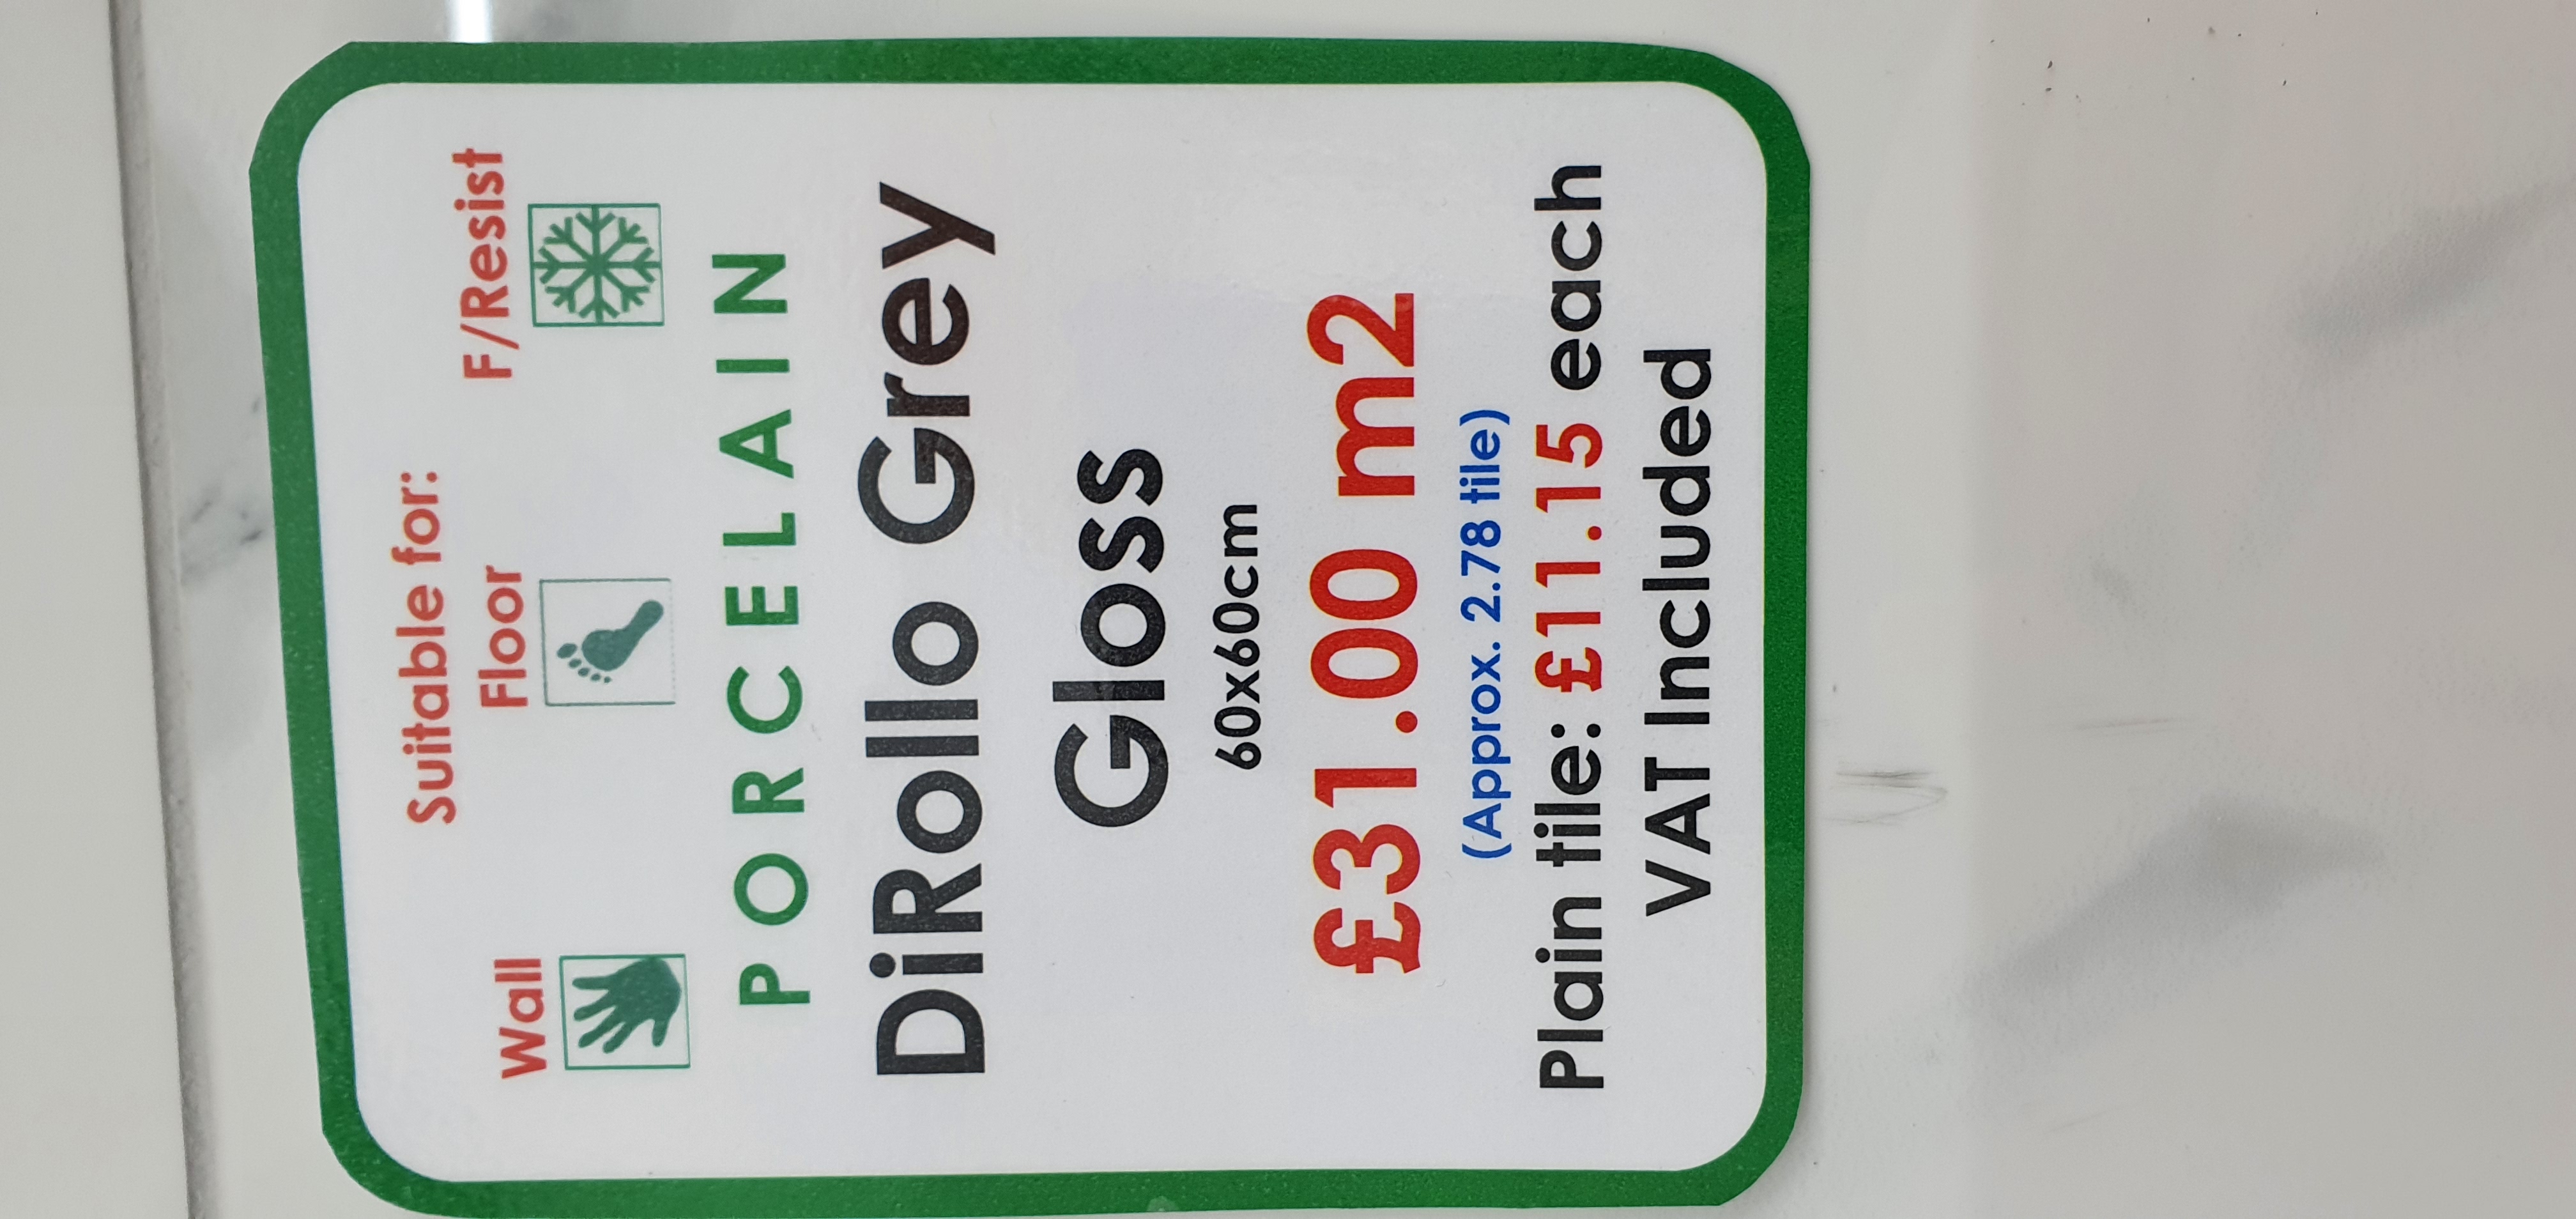 Suitable for:
Wall Floor F/Resist
PORCELAIN
DiRollo Grey
Gloss
60x60cm
£31.00 m2
(Approx. 2.78 tile)
Plain tile: £11.15 each
VAT Included